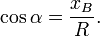 cos α = x_B / R.